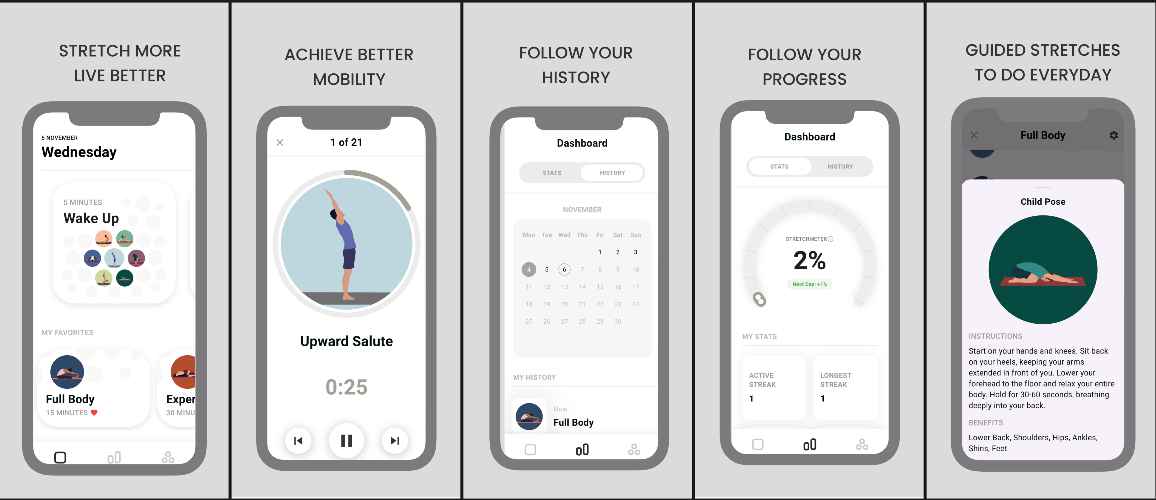 STRETCH MORE
LIVE BETTER
6 NOVEMBER
Wednesday
5 MINUTES
Wake Up
MY FAVORITES
Full Body
15 MINUTES
Exper
30 MINU
ACHIEVE BETTER
MOBILITY
1 of 21
Upward Salute
0:25
FOLLOW YOUR
HISTORY
Dashboard
STATS HISTORY
NOVEMBER
Mon Tue Wed Thu Fri Sat Sun
1 2 3
4 5 6 7 8 9 10
11 12 13 14 15 16 17
18 19 20 21 22 23 24
25 26 27 28 29 30
MY HISTORY
Now
Full Body
FOLLOW YOUR
PROGRESS
Dashboard
STATS HISTORY
STRETCHMETER
2%
Next Day: +1%
MY STATS
ACTIVE
STREAK
1
LONGEST
STREAK
1
GUIDED STRETCHES
TO DO EVERYDAY
Full Body
Child Pose
INSTRUCTIONS
Start on your hands and knees. Sit back
on your heels, keeping your arms
extended in front of you. Lower your
forehead to the floor and relax your entire
body. Hold for 30-60 seconds, breathing
deeply into your back.
BENEFITS
Lower Back, Shoulders, Hips, Ankles,
Shins, Feet